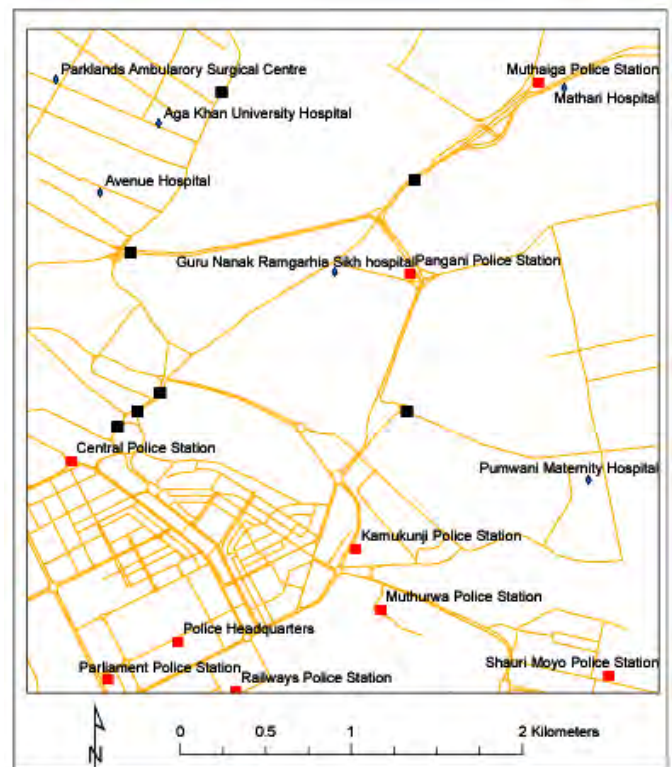 Parklands Ambularory Surgical Centre
Muthaiga Police Station
Mathari Hospital
Aga Khan University Hospital
Avenue Hospital
Guru Nanak Ramgarhia Sikh hospital
Pangani Police Station
Central Police Station
Pumwani Maternity Hospital
Kamukunji Police Station
Muthurwa Police Station
Police Headquarters
Parliament Police Station
Railways Police Station
Shauri Moyo Police Station
N
0 0.5 1 2 Kilometers